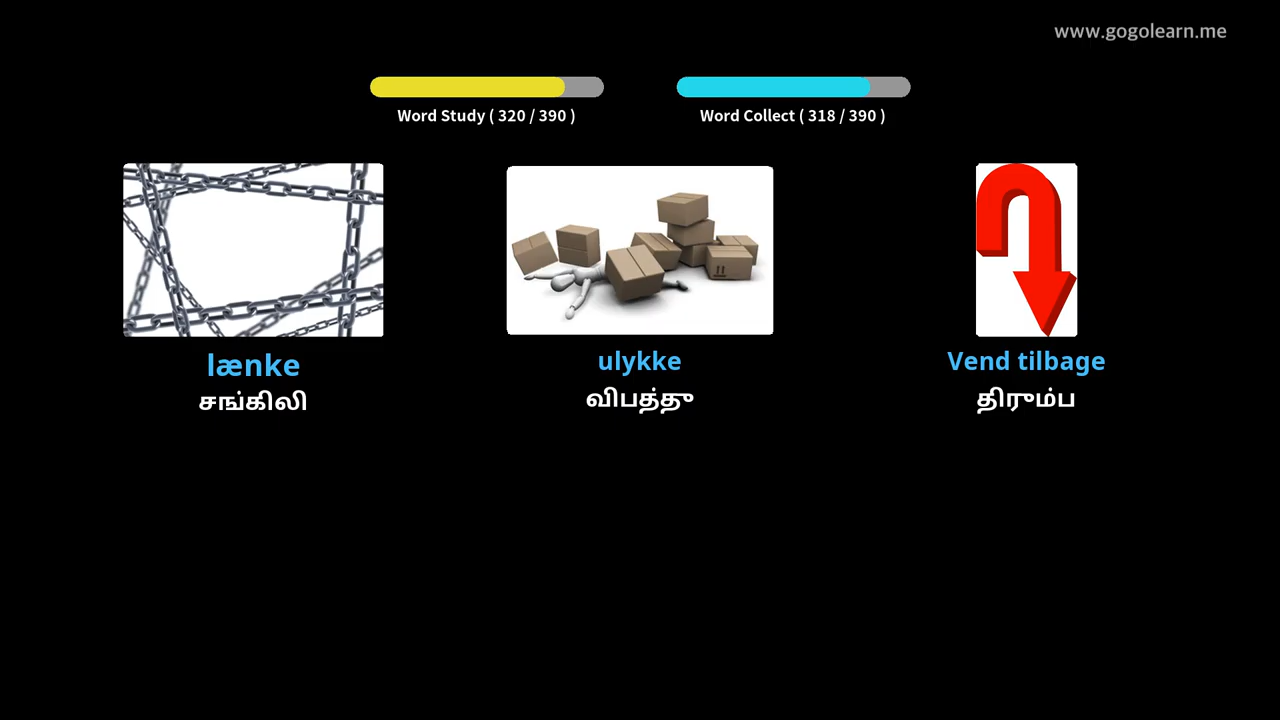 www.gogolearn.me
Word Study ( 320 / 390 )
Word Collect ( 318 / 390 )
lænke
சங்கிலி
ulykke
விபத்து
Vend tilbage
திரும்ப